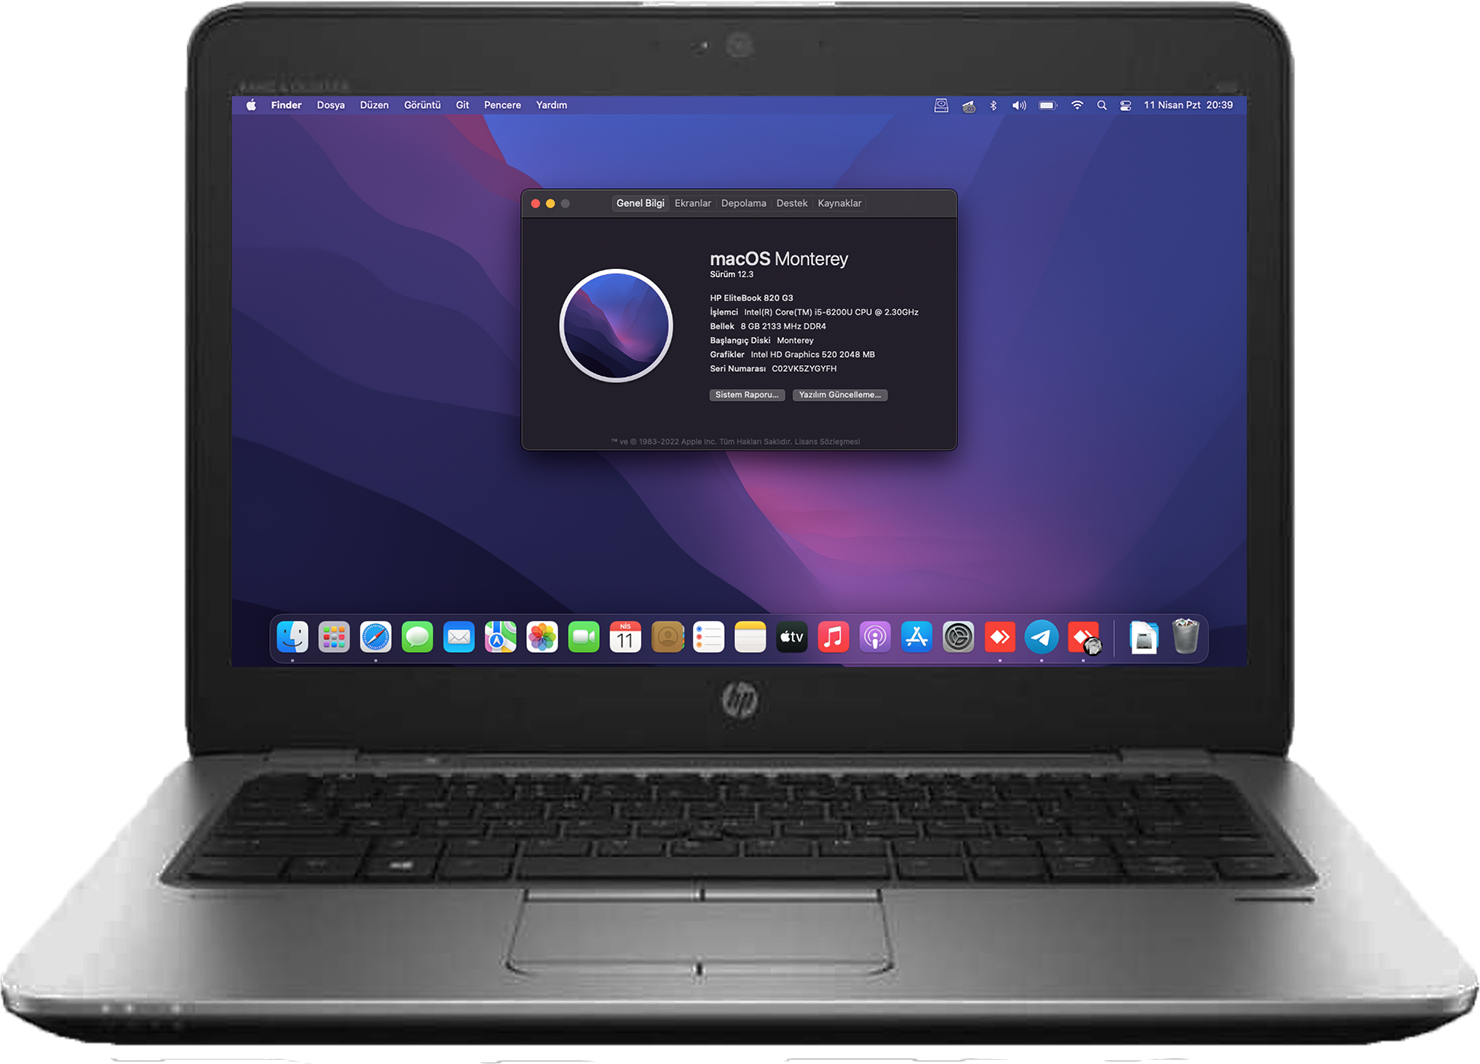 Finder Dosya Düzen Görüntü Git Pencere Yardım 11 Nisan Pzt 20:39
Genel Bilgi Ekranlar Depolama Destek Kaynaklar
macOS Monterey
Sürüm 12.3
HP EliteBook 820 G3
İşlemci Intel(R) Core(TM) i5-6200U CPU @ 2.30GHz
Bellek 8 GB 2133 MHz DDR4
Başlangıç Diski Monterey
Grafikler Intel HD Graphics 520 2048 MB
Seri Numarası C02VK5ZYGYFH
Sistem Raporu... Yazılım Güncelleme...
™ ve © 1983-2022 Apple Inc. Tüm Hakları Saklıdır. Lisans Sözleşmesi
NİS
11
tv
hp